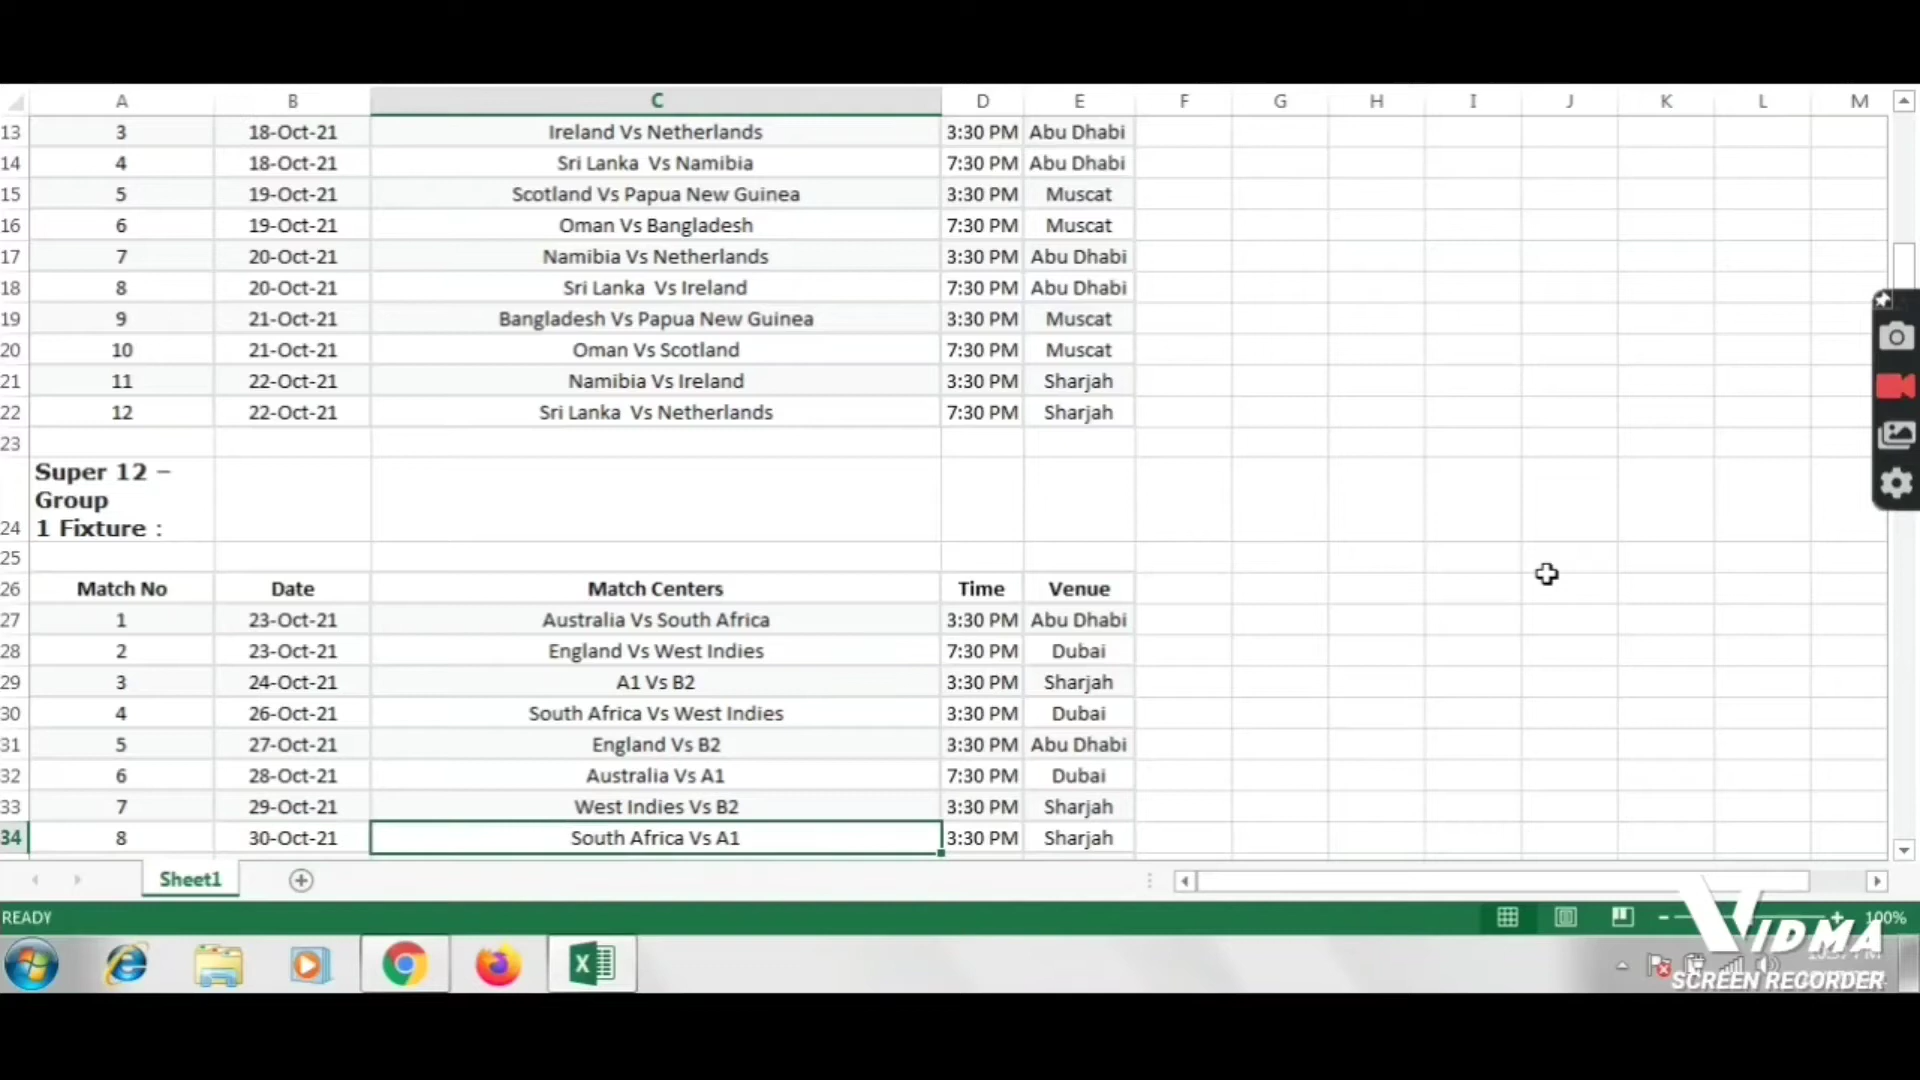 A B C D E F G H I J K L M
13 3 18-Oct-21 Ireland Vs Netherlands 3:30 PM Abu Dhabi
14 4 18-Oct-21 Sri Lanka  Vs Namibia 7:30 PM Abu Dhabi
15 5 19-Oct-21 Scotland Vs Papua New Guinea 3:30 PM Muscat
16 6 19-Oct-21 Oman Vs Bangladesh 7:30 PM Muscat
17 7 20-Oct-21 Namibia Vs Netherlands 3:30 PM Abu Dhabi
18 8 20-Oct-21 Sri Lanka  Vs Ireland 7:30 PM Abu Dhabi
19 9 21-Oct-21 Bangladesh Vs Papua New Guinea 3:30 PM Muscat
20 10 21-Oct-21 Oman Vs Scotland 7:30 PM Muscat
21 11 22-Oct-21 Namibia Vs Ireland 3:30 PM Sharjah
22 12 22-Oct-21 Sri Lanka  Vs Netherlands 7:30 PM Sharjah
23
Super 12 –
Group
24 1 Fixture :
25
26 Match No Date Match Centers Time Venue
27 1 23-Oct-21 Australia Vs South Africa 3:30 PM Abu Dhabi
28 2 23-Oct-21 England Vs West Indies 7:30 PM Dubai
29 3 24-Oct-21 A1 Vs B2 3:30 PM Sharjah
30 4 26-Oct-21 South Africa Vs West Indies 3:30 PM Dubai
31 5 27-Oct-21 England Vs B2 3:30 PM Abu Dhabi
32 6 28-Oct-21 Australia Vs A1 7:30 PM Dubai
33 7 29-Oct-21 West Indies Vs B2 3:30 PM Sharjah
34 8 30-Oct-21 South Africa Vs A1 3:30 PM Sharjah
Sheet1
READY 100%
VIDMA
SCREEN RECORDER